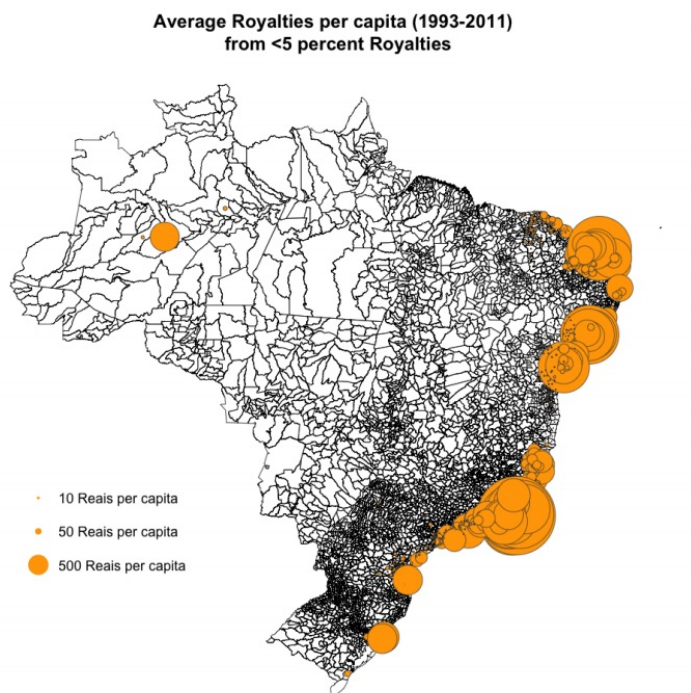 Average Royalties per capita (1993-2011)
from <5 percent Royalties
10 Reais per capita
50 Reais per capita
500 Reais per capita